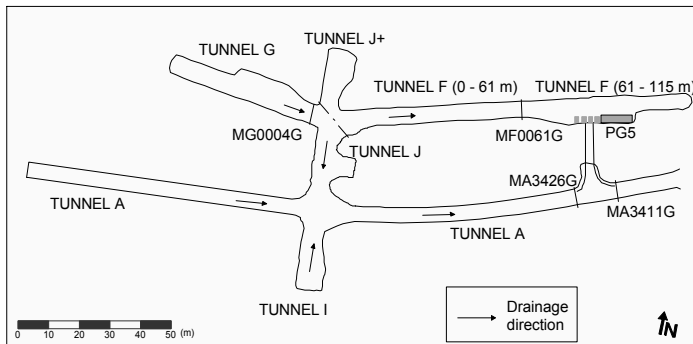 TUNNEL J+
TUNNEL G
TUNNEL F (0 - 61 m)
TUNNEL F (61 - 115 m)
MG0004G
MF0061G
PG5
TUNNEL J
MA3426G
TUNNEL A
MA3411G
TUNNEL A
TUNNEL I
Drainage
direction
0 10 20 30 40 50 (m)
N